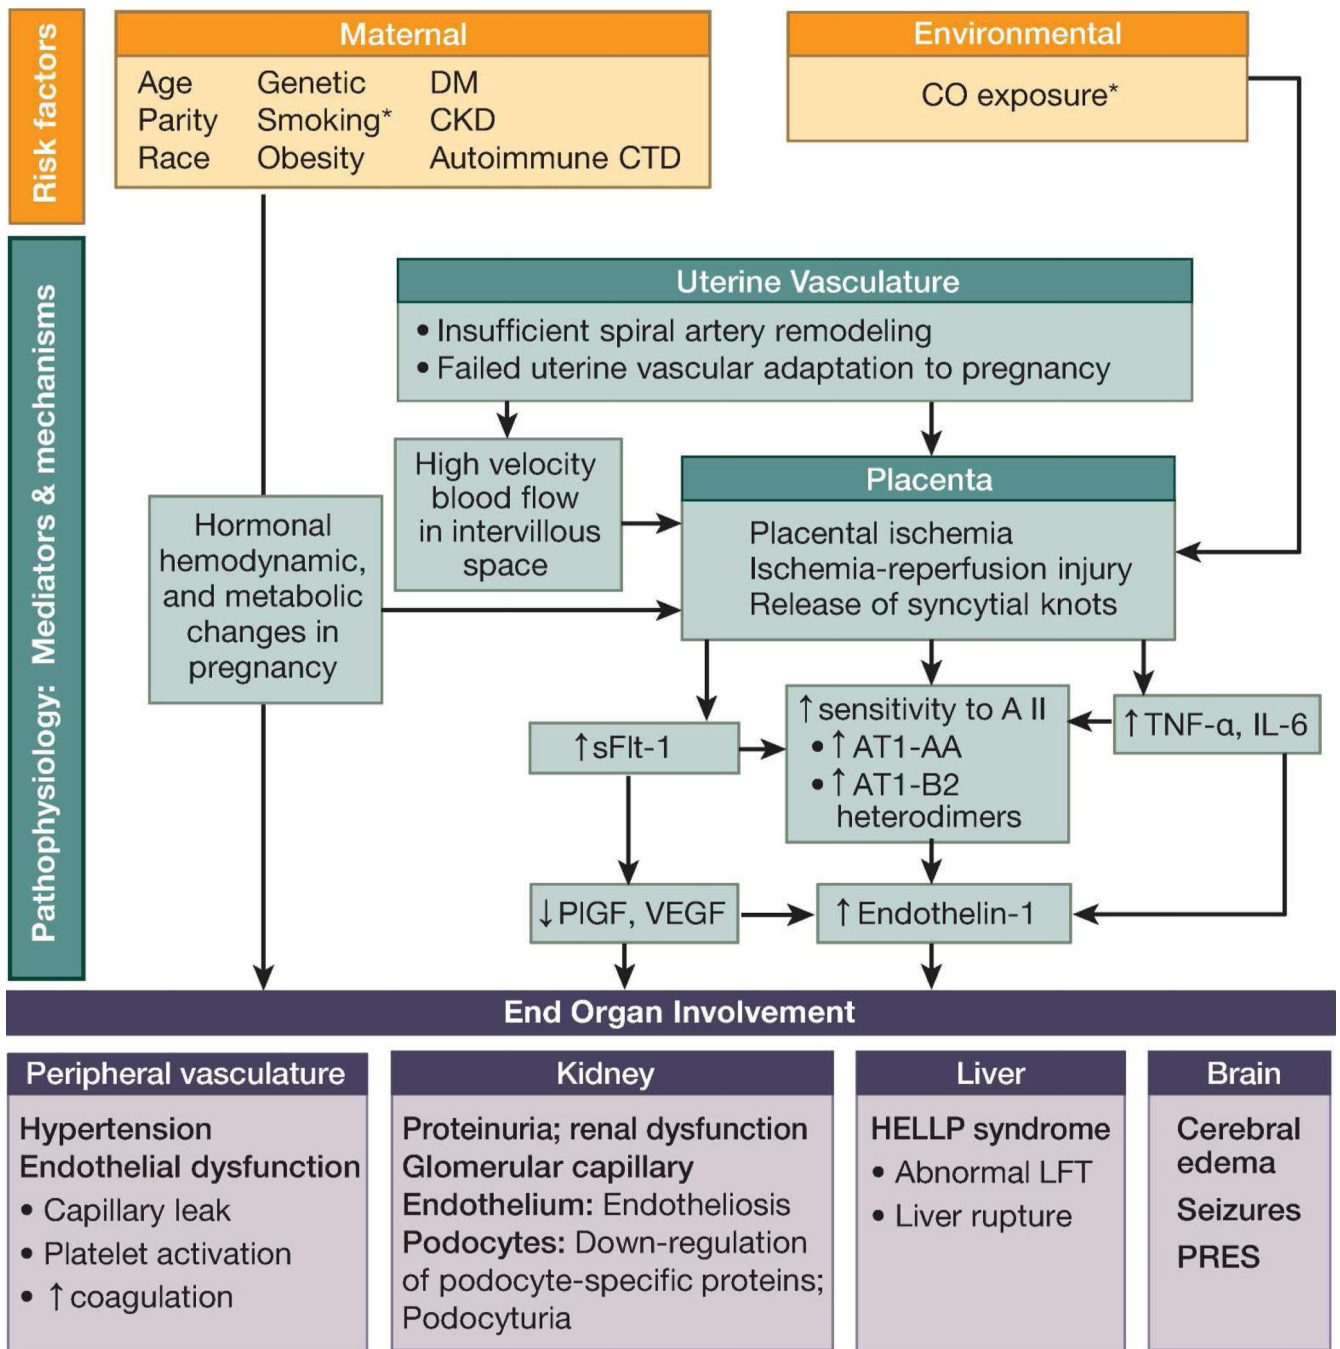 Risk factors
Maternal
Age Genetic DM
Parity Smoking* CKD
Race Obesity Autoimmune CTD
Environmental
CO exposure*
Pathophysiology: Mediators & mechanisms
Uterine Vasculature
• Insufficient spiral artery remodeling
• Failed uterine vascular adaptation to pregnancy
High velocity
blood flow
in intervillous
space
Placenta
Placental ischemia
Ischemia-reperfusion injury
Release of syncytial knots
Hormonal
hemodynamic,
and metabolic
changes in
pregnancy
↑sFlt-1
↑sensitivity to A II
•↑AT1-AA
•↑AT1-B2
heterodimers
↑TNF-α, IL-6
↓PlGF, VEGF
↑Endothelin-1
End Organ Involvement
Peripheral vasculature
Hypertension
Endothelial dysfunction
• Capillary leak
• Platelet activation
• ↑coagulation
Kidney
Proteinuria; renal dysfunction
Glomerular capillary
Endothelium: Endotheliosis
Podocytes: Down-regulation
of podocyte-specific proteins;
Podocyturia
Liver
HELLP syndrome
• Abnormal LFT
• Liver rupture
Brain
Cerebral
edema
Seizures
PRES